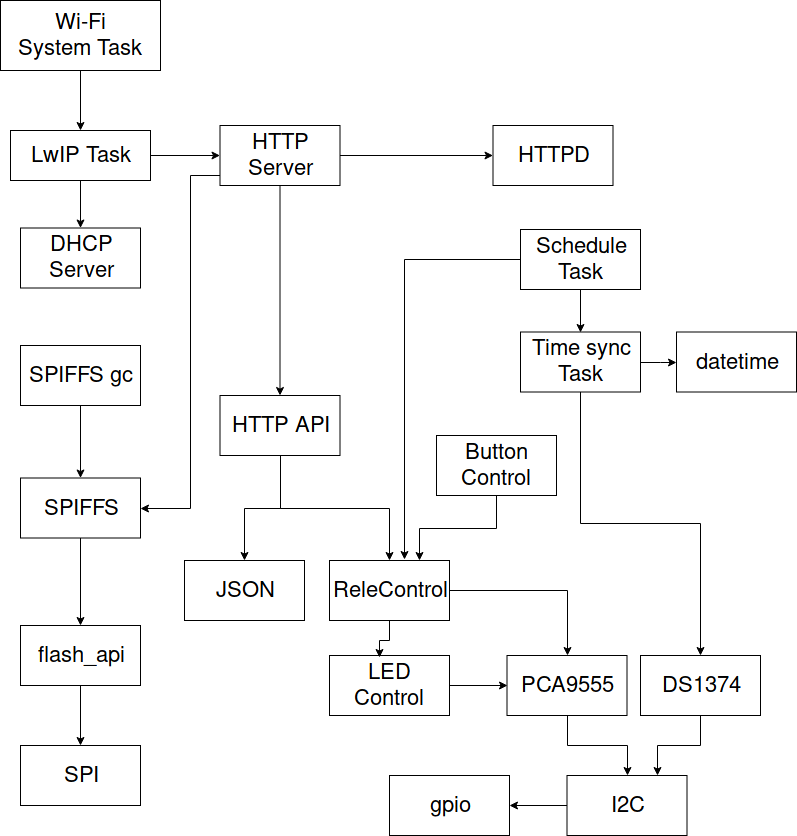 Wi-Fi
System Task
LwIP Task
HTTP
Server
HTTPD
DHCP
Server
Schedule
Task
Time sync
Task
datetime
SPIFFS gc
HTTP API
Button
Control
SPIFFS
JSON
ReleControl
flash_api
LED
Control
PCA9555
DS1374
SPI
gpio
I2C